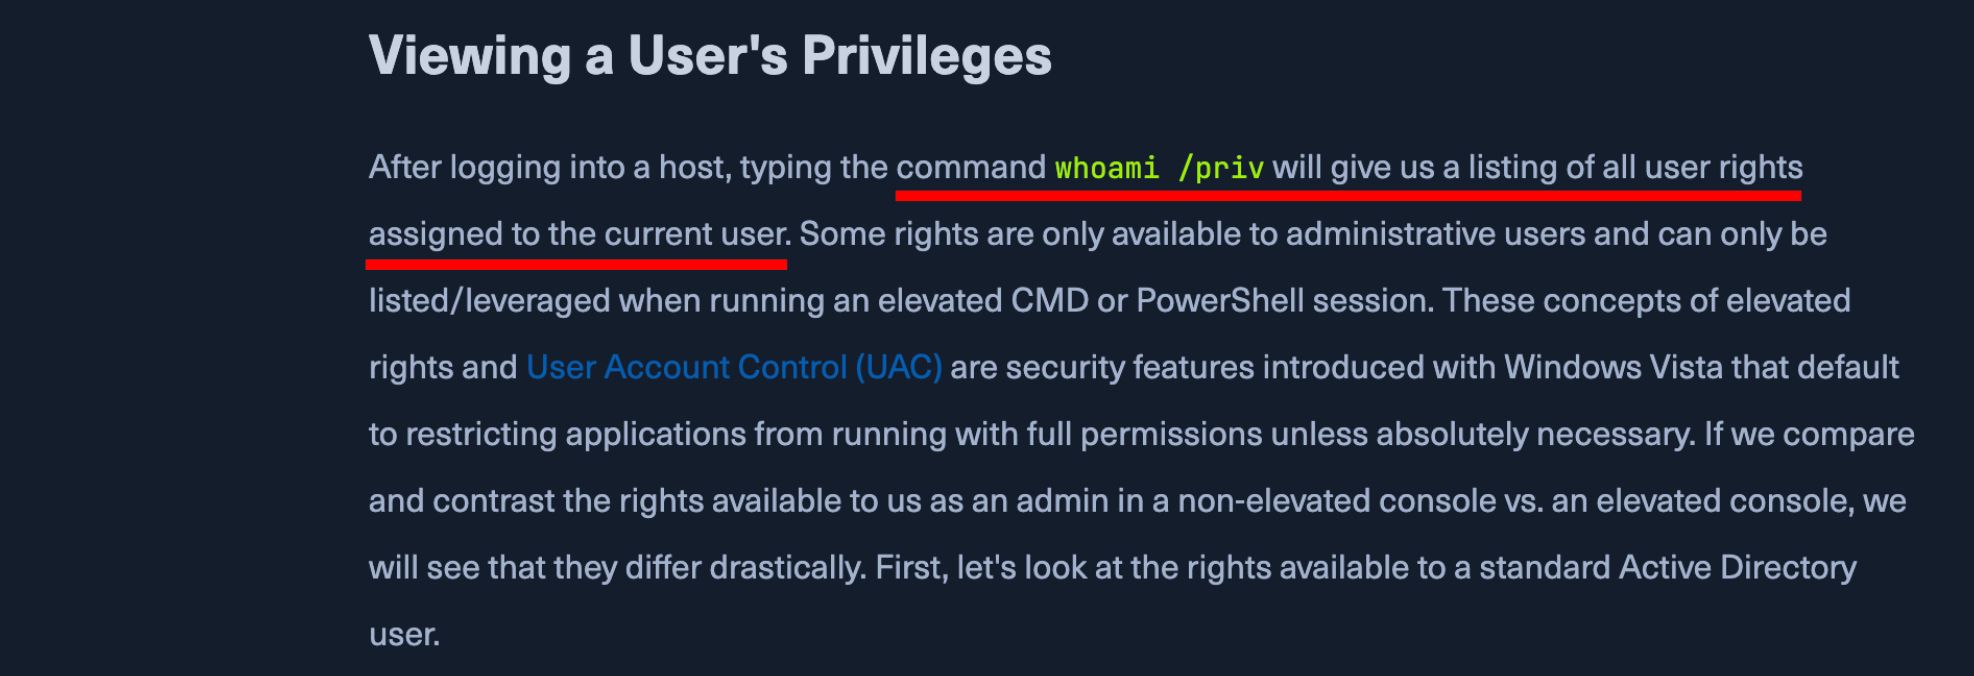 Viewing a User's Privileges
After logging into a host, typing the command whoami /priv will give us a listing of all user rights
assigned to the current user. Some rights are only available to administrative users and can only be
listed/leveraged when running an elevated CMD or PowerShell session. These concepts of elevated
rights and User Account Control (UAC) are security features introduced with Windows Vista that default
to restricting applications from running with full permissions unless absolutely necessary. If we compare
and contrast the rights available to us as an admin in a non-elevated console vs. an elevated console, we
will see that they differ drastically. First, let's look at the rights available to a standard Active Directory
user.